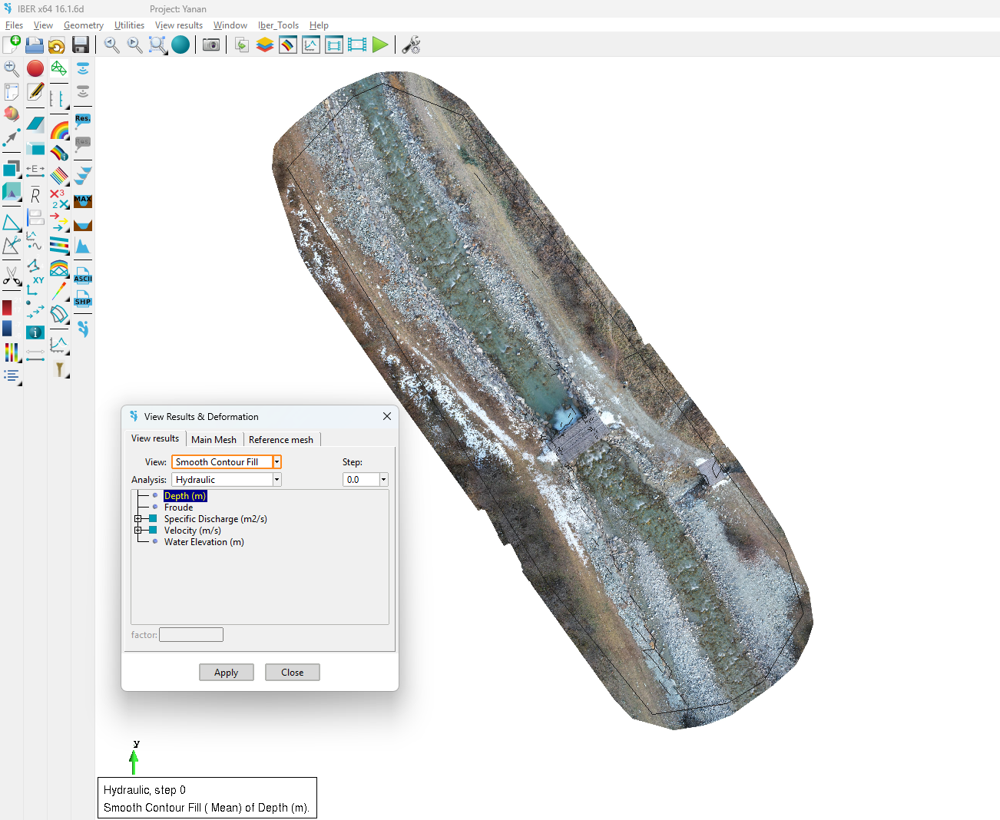 IBER x64 16.1.6d Project: Yanan
Files View Geometry Utilities View results Window Iber_Tools Help
Res.
Res.
E
R
MAX
×3
2×
XY
ASCII
SHP
i
View Results & Deformation
View results Main Mesh Reference mesh
View: Smooth Contour Fill Step:
Analysis: Hydraulic 0.0
Depth (m)
Froude
Specific Discharge (m2/s)
Velocity (m/s)
Water Elevation (m)
factor:
Apply Close
y
Hydraulic, step 0
Smooth Contour Fill ( Mean) of Depth (m).